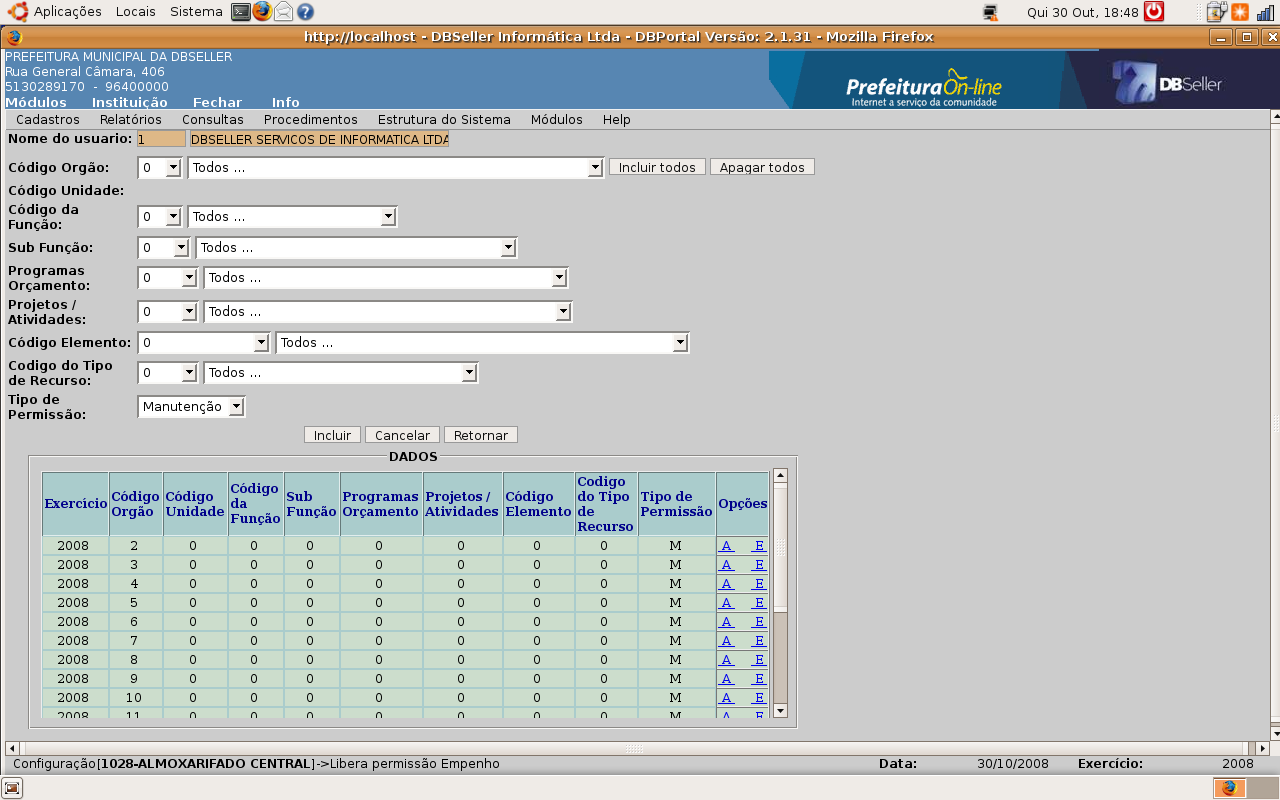 Aplicações Locais Sistema Qui 30 Out, 18:48
http://localhost - DBSeller Informática Ltda - DBPortal Versão: 2.1.31 - Mozilla Firefox
PREFEITURA MUNICIPAL DA DBSELLER
Rua General Câmara, 406
5130289170 - 96400000
Módulos Instituição Fechar Info
Prefeitura On-line
Internet a serviço da comunidade
DBSeller
Cadastros Relatórios Consultas Procedimentos Estrutura do Sistema Módulos Help
Nome do usuario: 1 DBSELLER SERVICOS DE INFORMATICA LTDA
Código Orgão: 0 Todos ... Incluir todos Apagar todos
Código Unidade:
Código da Função: 0 Todos ...
Sub Função: 0 Todos ...
Programas Orçamento: 0 Todos ...
Projetos / Atividades: 0 Todos ...
Código Elemento: 0 Todos ...
Codigo do Tipo de Recurso: 0 Todos ...
Tipo de Permissão: Manutenção
Incluir Cancelar Retornar
DADOS
Exercício Código Orgão Código Unidade Código da Função Sub Função Programas Orçamento Projetos / Atividades Código Elemento Codigo do Tipo de Recurso Tipo de Permissão Opções
2008 2 0 0 0 0 0 0 0 M A E
2008 3 0 0 0 0 0 0 0 M A E
2008 4 0 0 0 0 0 0 0 M A E
2008 5 0 0 0 0 0 0 0 M A E
2008 6 0 0 0 0 0 0 0 M A E
2008 7 0 0 0 0 0 0 0 M A E
2008 8 0 0 0 0 0 0 0 M A E
2008 9 0 0 0 0 0 0 0 M A E
2008 10 0 0 0 0 0 0 0 M A E
2008 11 0 0 0 0 0 0 0 M A E
Configuração[1028-ALMOXARIFADO CENTRAL]->Libera permissão Empenho Data: 30/10/2008 Exercício: 2008